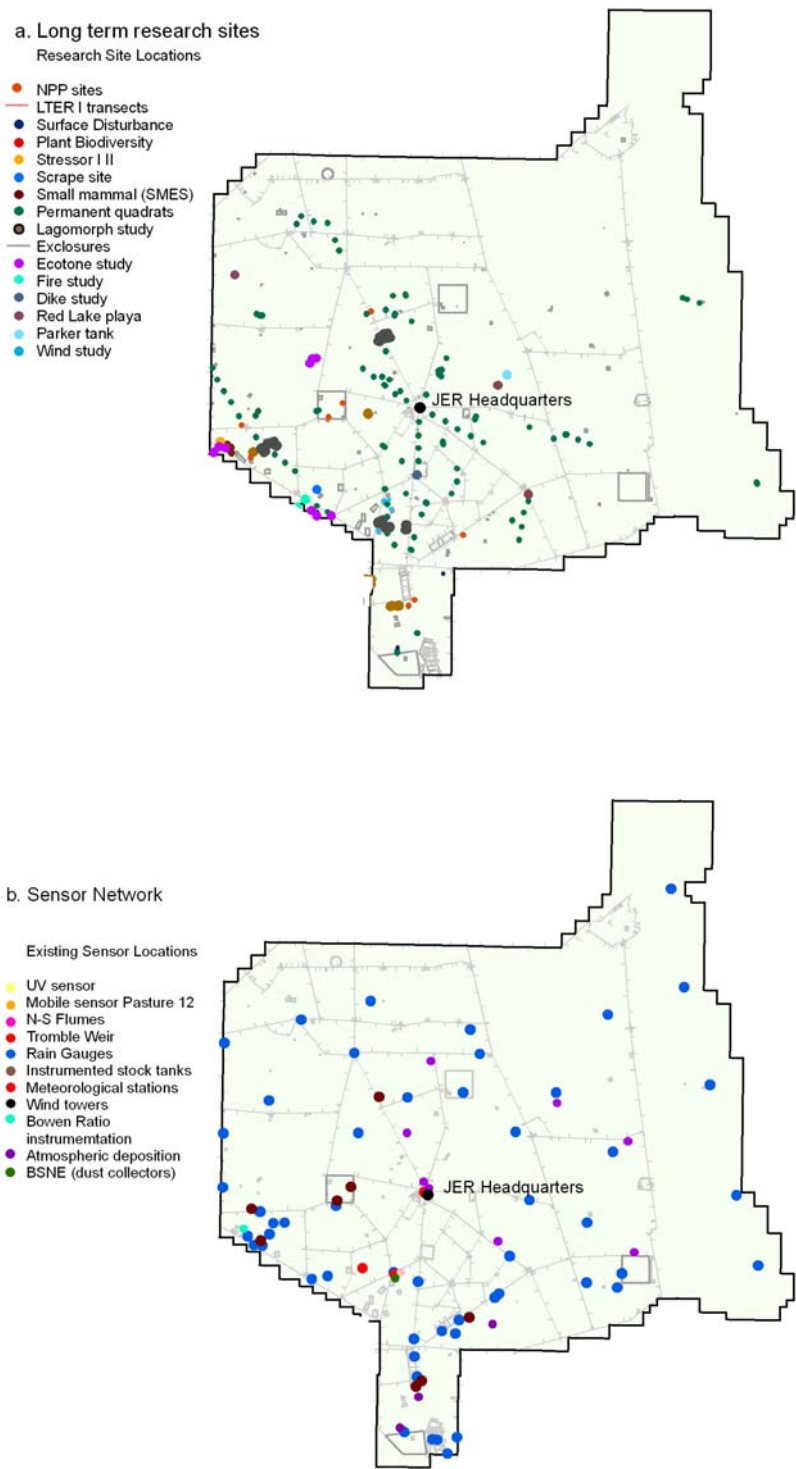 a. Long term research sites
Research Site Locations
NPP sites
LTER I transects
Surface Disturbance
Plant Biodiversity
Stressor I II
Scrape site
Small mammal (SMES)
Permanent quadrats
Lagomorph study
Exclosures
Ecotone study
Fire study
Dike study
Red Lake playa
Parker tank
Wind study
JER Headquarters
b. Sensor Network
Existing Sensor Locations
UV sensor
Mobile sensor Pasture 12
N-S Flumes
Tromble Weir
Rain Gauges
Instrumented stock tanks
Meteorological stations
Wind towers
Bowen Ratio
instrumemtation
Atmospheric deposition
BSNE (dust collectors)
JER Headquarters